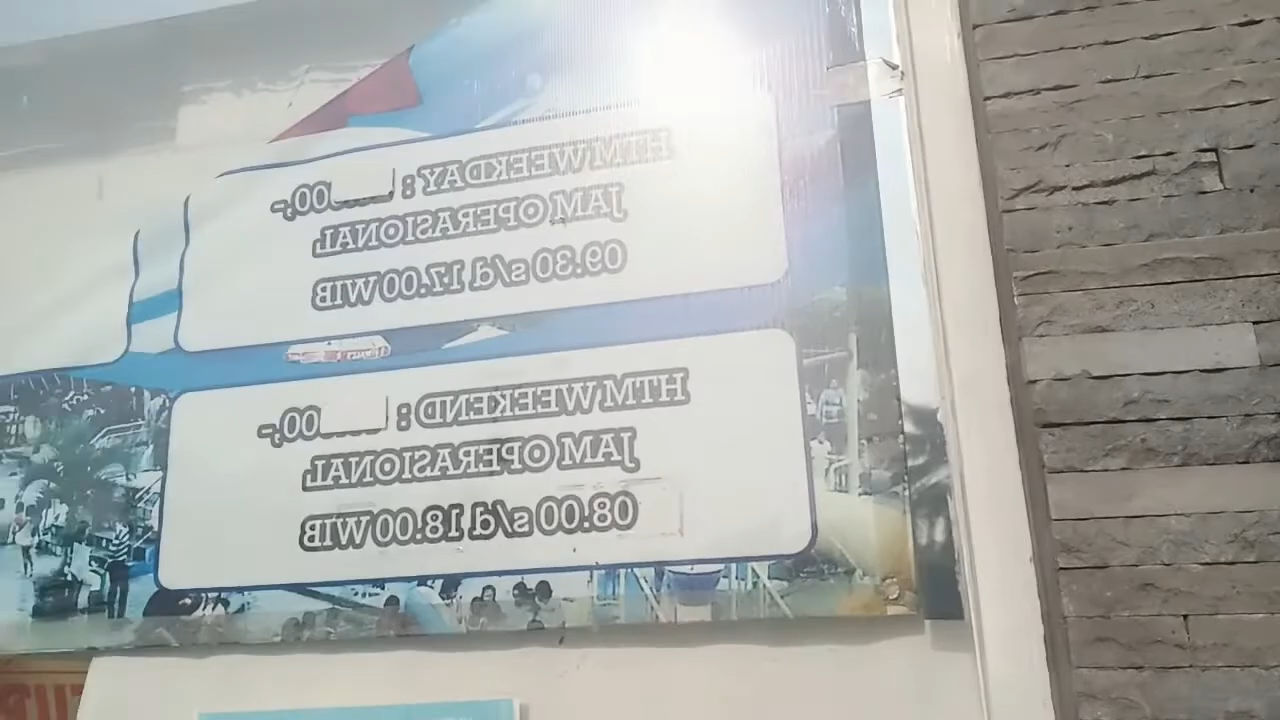 HTM WEEKDAY : 00,-
JAM OPERASIONAL
09.30 s/d 17.00 WIB
HTM WEEKEND : 00,-
JAM OPERASIONAL
08.00 s/d 18.00 WIB